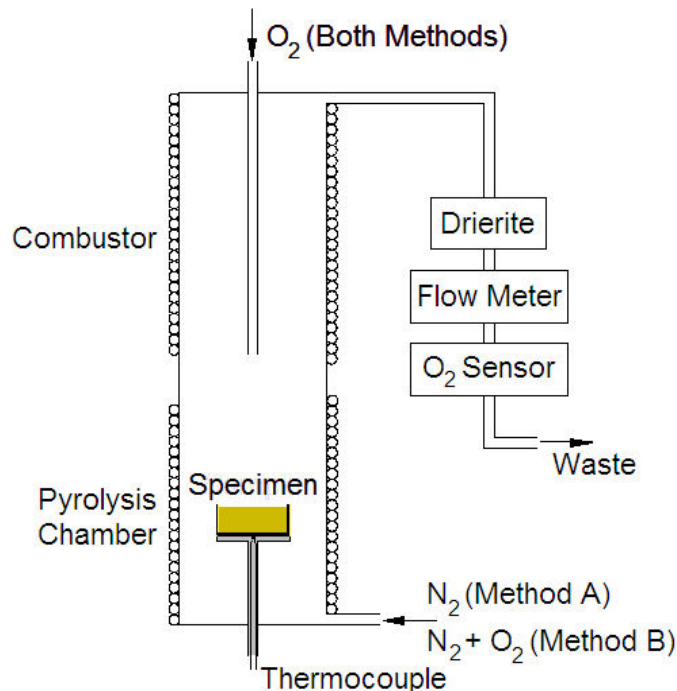 O₂ (Both Methods)
Combustor
Drierite
Flow Meter
O₂ Sensor
Waste
Pyrolysis
Chamber
Specimen
N₂ (Method A)
N₂ + O₂ (Method B)
Thermocouple